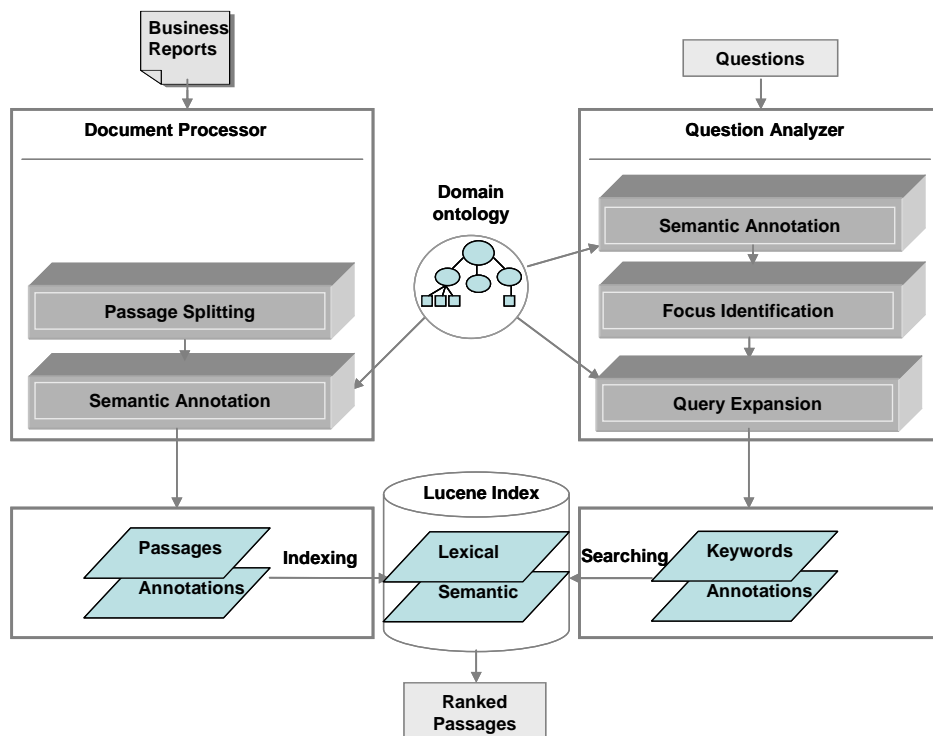 Business
Reports
Questions
Document Processor
Question Analyzer
Domain
ontology
Semantic Annotation
Passage Splitting
Focus Identification
Semantic Annotation
Query Expansion
Lucene Index
Passages
Annotations
Indexing
Lexical
Semantic
Searching
Keywords
Annotations
Ranked
Passages